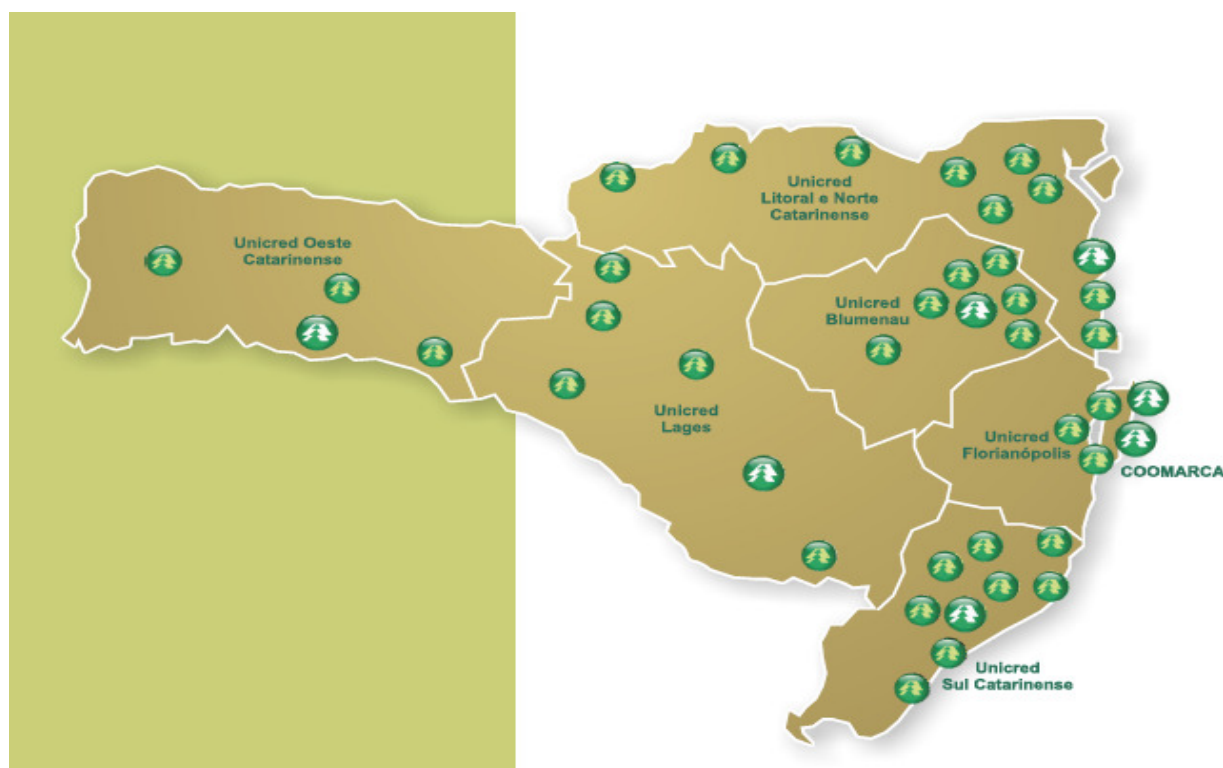 Unicred
Litoral e Norte
Catarinense
Unicred Oeste
Catarinense
Unicred
Blumenau
Unicred
Lages
Unicred
Florianópolis
COOMARCA
Unicred
Sul Catarinense